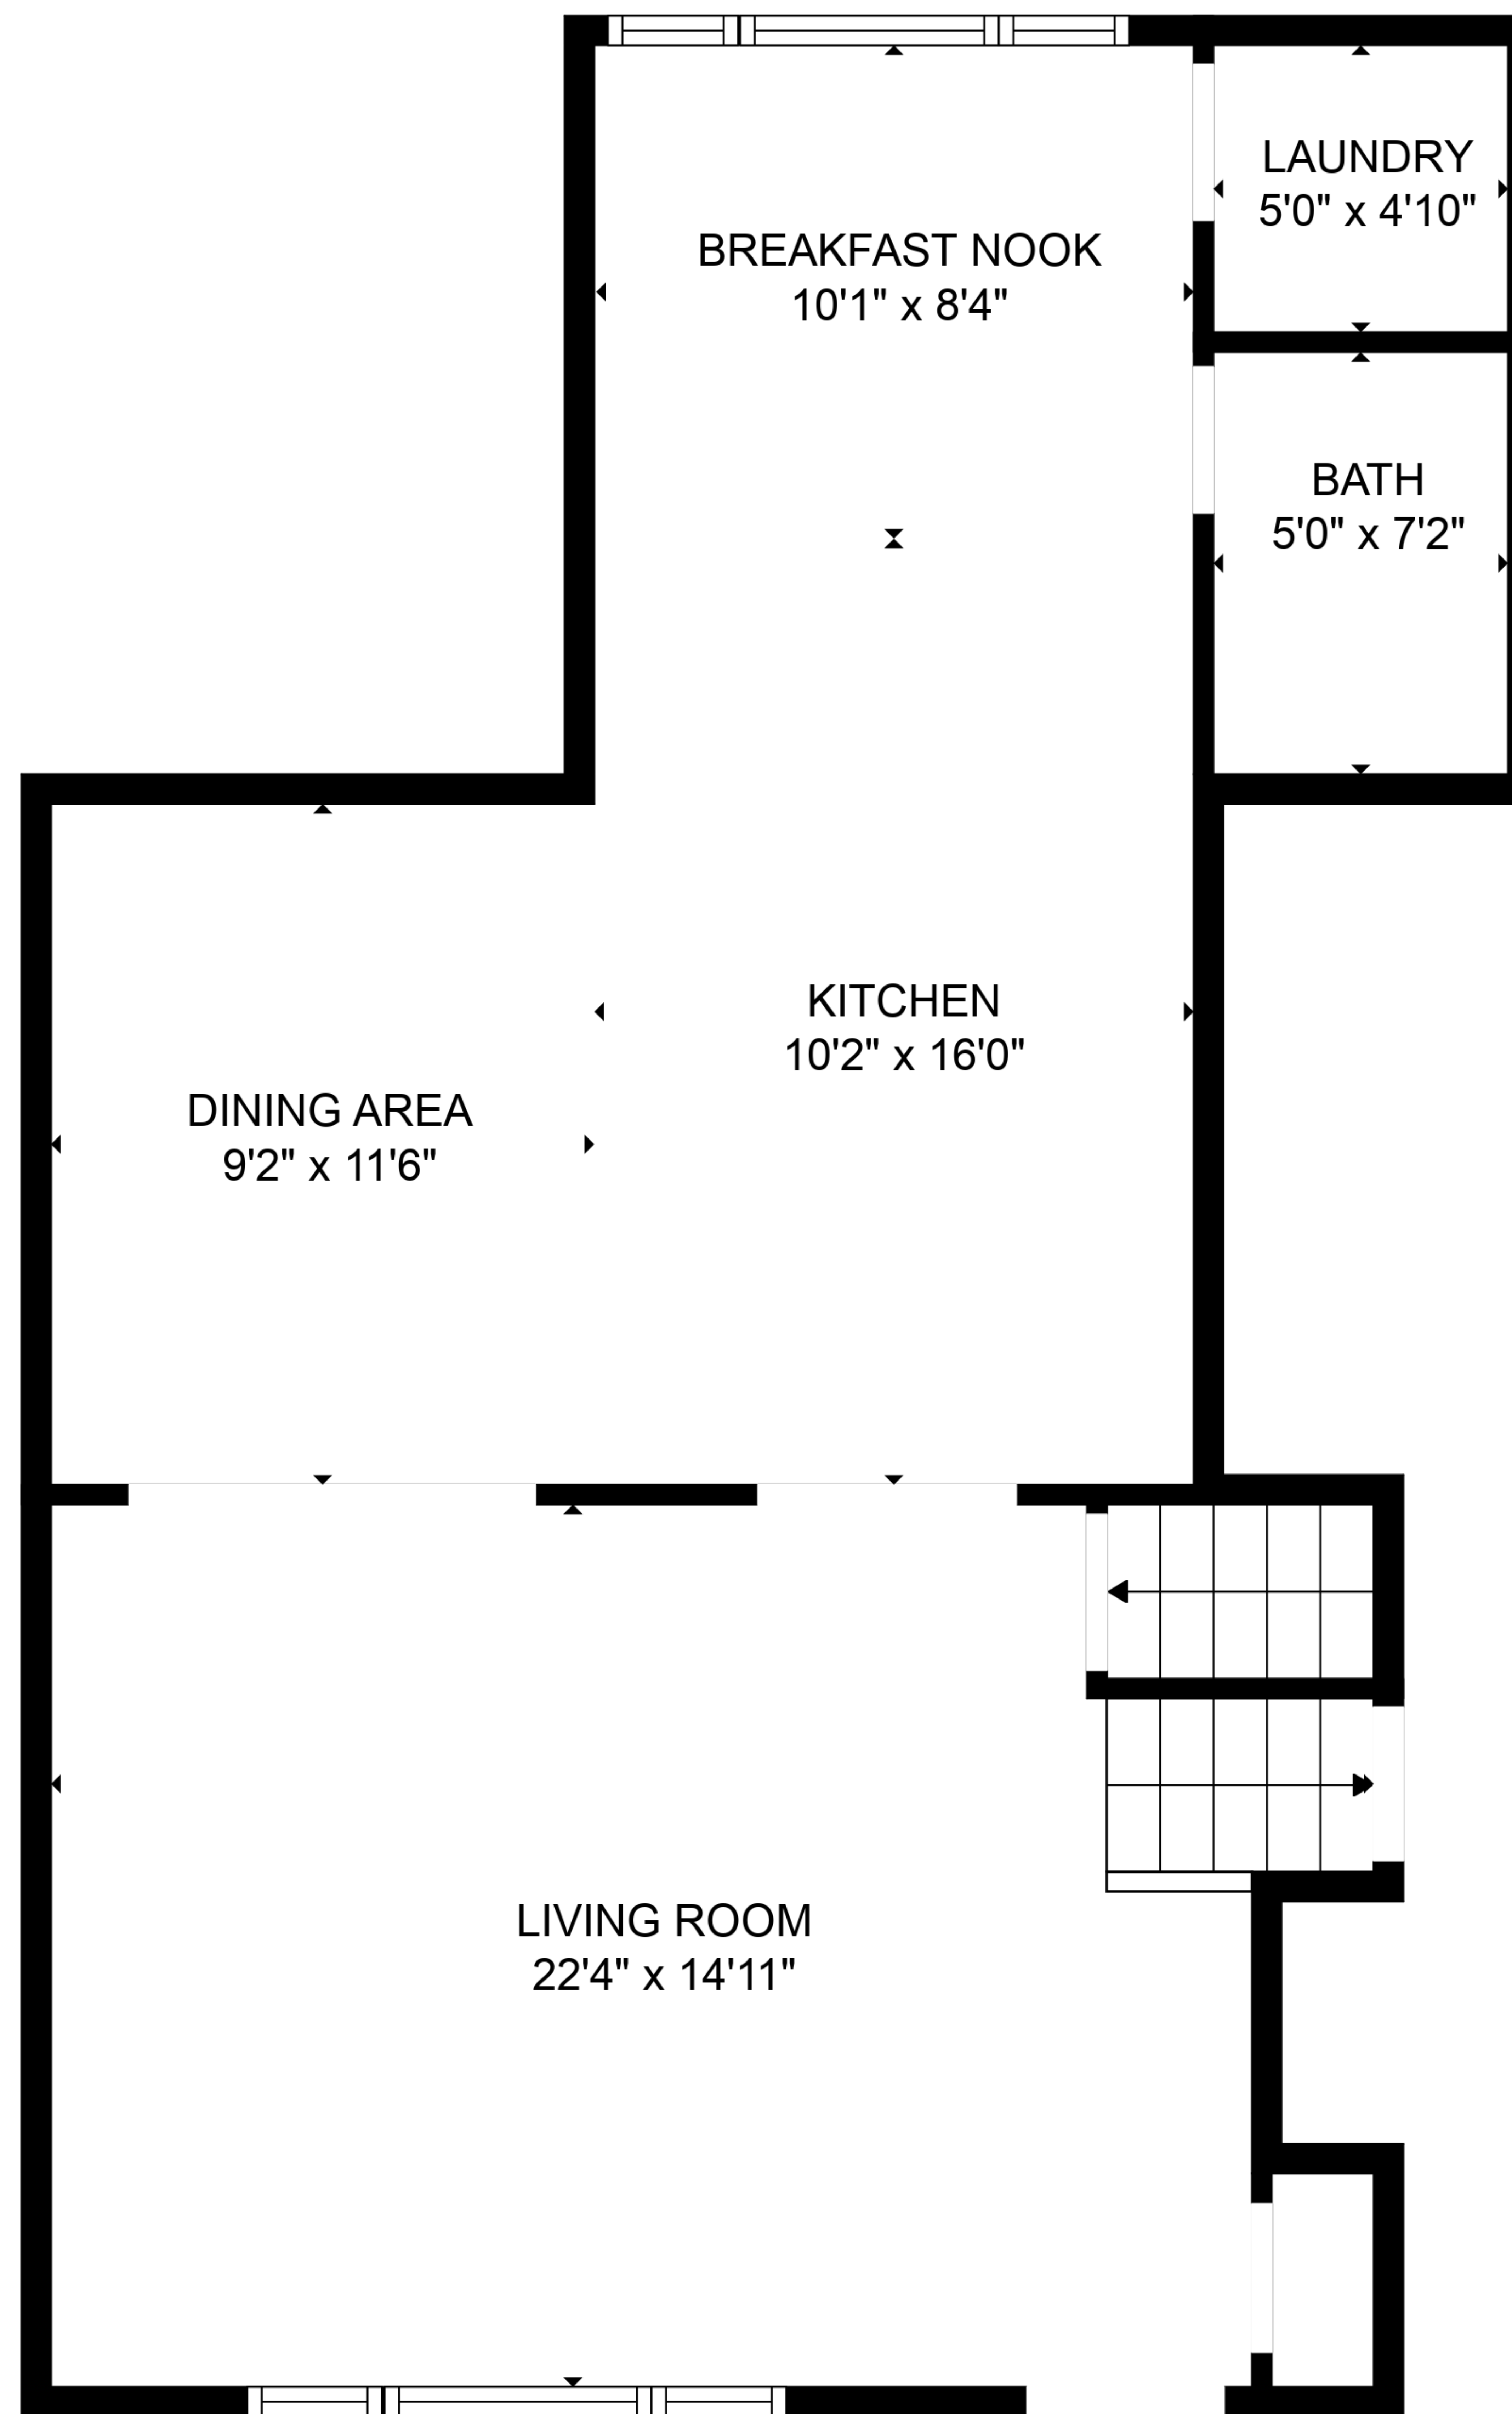 LAUNDRY
5'0" x 4'10"
BREAKFAST NOOK
10'1" x 8'4"
BATH
5'0" x 7'2"
KITCHEN
10'2" x 16'0"
DINING AREA
9'2" x 11'6"
LIVING ROOM
22'4" x 14'11"